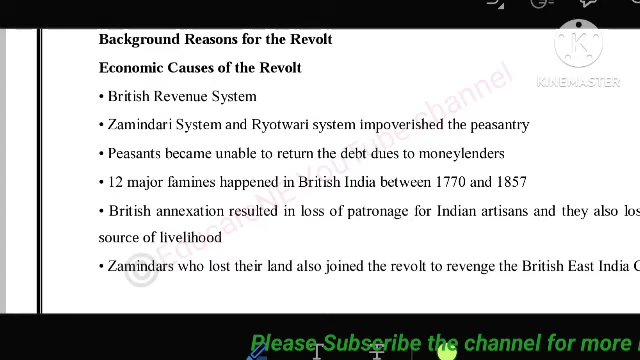 Background Reasons for the Revolt
KINEMASTER
Economic Causes of the Revolt
• British Revenue System
• Zamindari System and Ryotwari system impoverished the peasantry
• Peasants became unable to return the debt dues to moneylenders
• 12 major famines happened in British India between 1770 and 1857
• British annexation resulted in loss of patronage for Indian artisans and they also los
source of livelihood
• Zamindars who lost their land also joined the revolt to revenge the British East India C
©EducateNE YouTube channel
Please Subscribe the channel for more